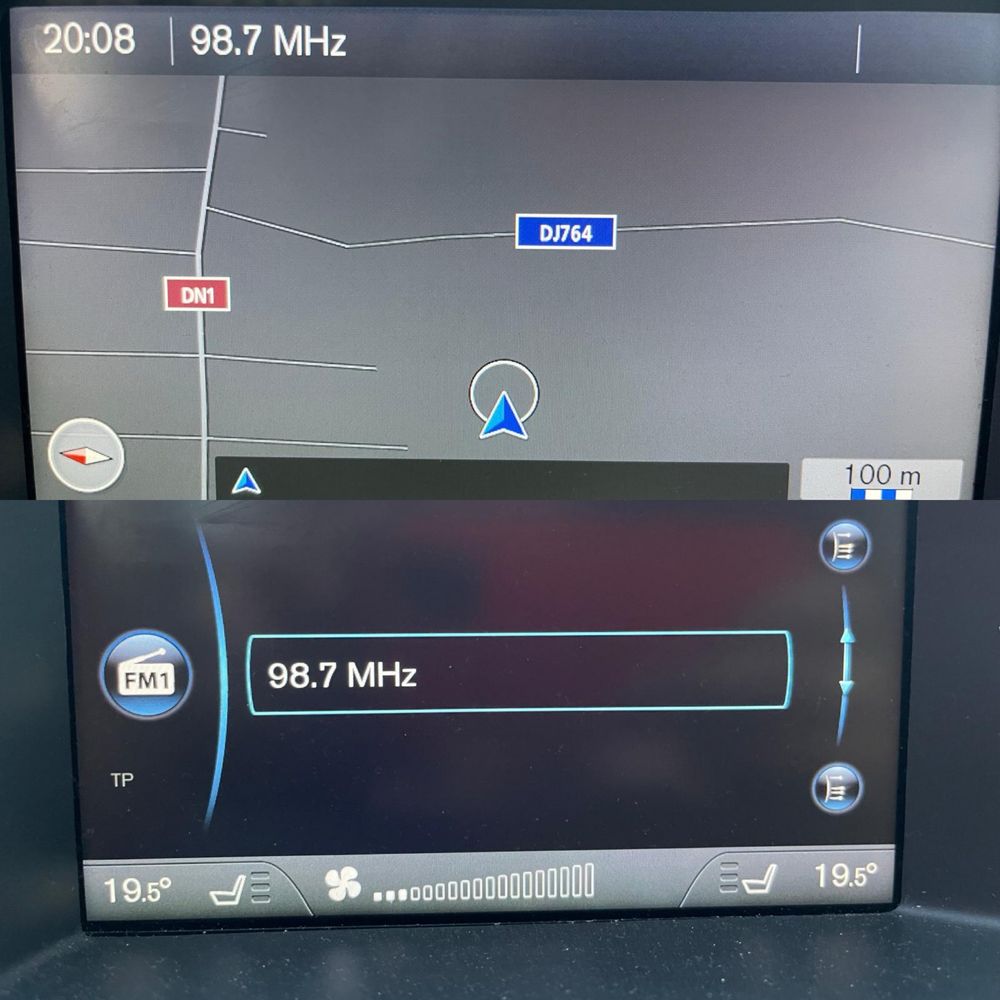 20:08 98.7 MHz
DJ764
DN1
100 m
98.7 MHz
FM1
TP
19.5° 19.5°